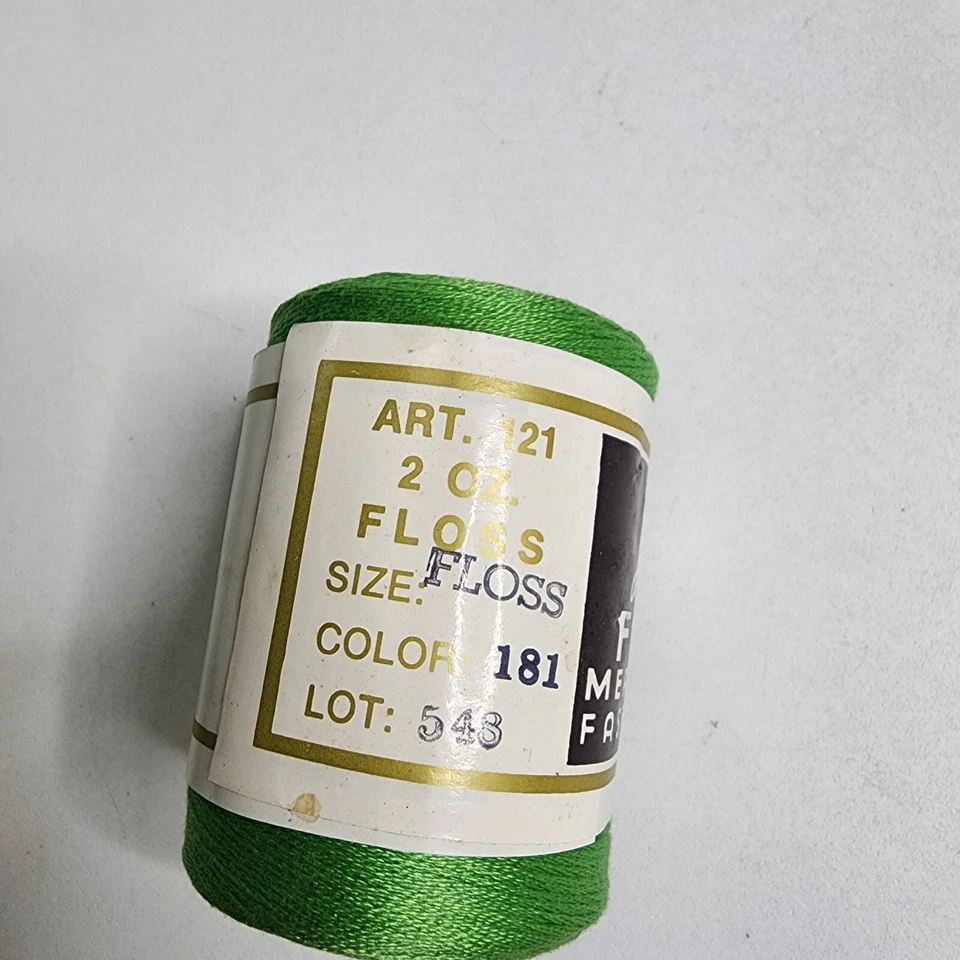 ART. 121
2 OZ.
FLOSS
SIZE: FLOSS
COLOR: 181
LOT: 548